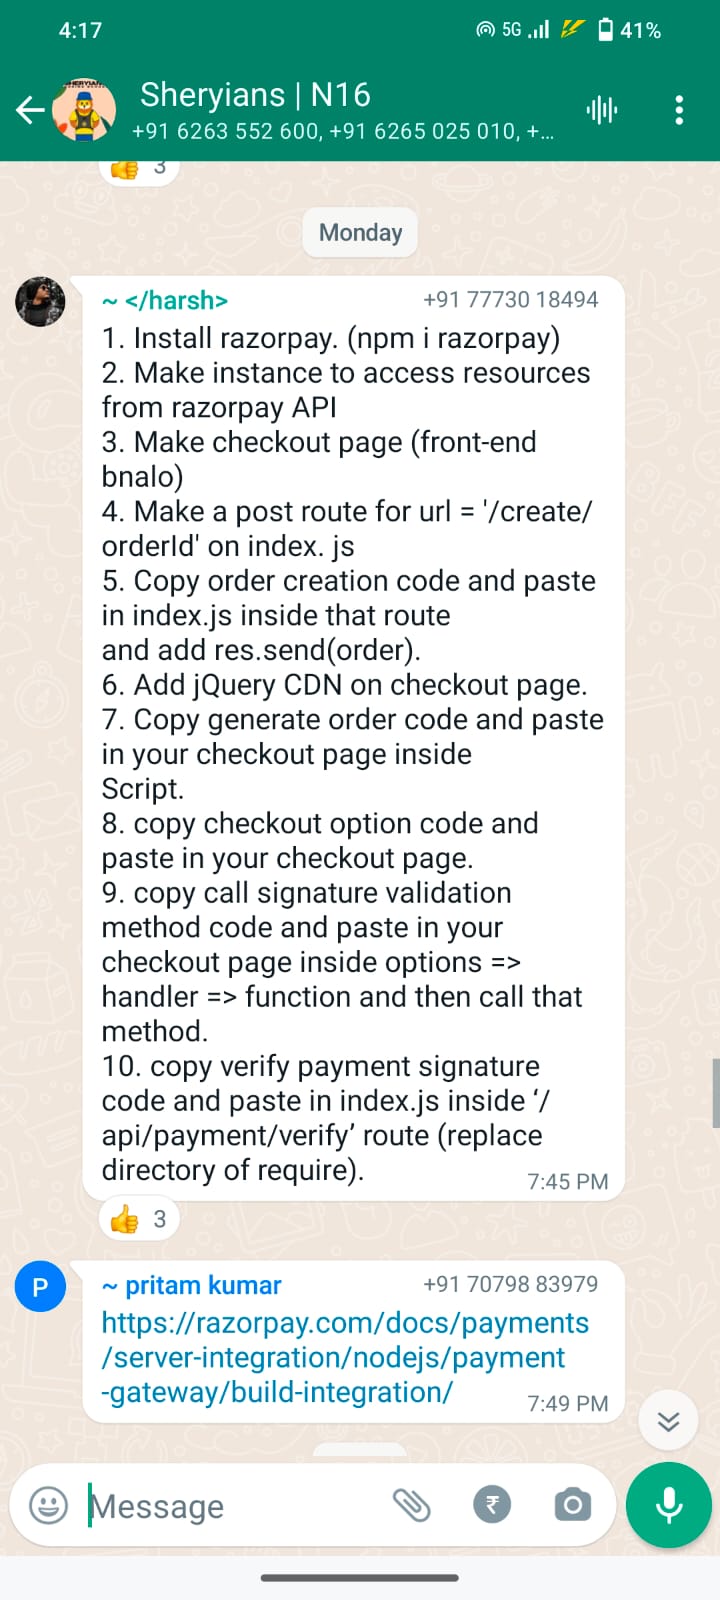 4:17
5G
41%
Sheryians | N16
+91 6263 552 600, +91 6265 025 010, +...
3
Monday
~ </harsh>
+91 77730 18494
1. Install razorpay. (npm i razorpay)
2. Make instance to access resources
from razorpay API
3. Make checkout page (front-end
bnalo)
4. Make a post route for url = '/create/
orderId' on index. js
5. Copy order creation code and paste
in index.js inside that route
and add res.send(order).
6. Add jQuery CDN on checkout page.
7. Copy generate order code and paste
in your checkout page inside
Script.
8. copy checkout option code and
paste in your checkout page.
9. copy call signature validation
method code and paste in your
checkout page inside options =>
handler => function and then call that
method.
10. copy verify payment signature
code and paste in index.js inside ‘/
api/payment/verify’ route (replace
directory of require).
7:45 PM
3
P
~ pritam kumar
+91 70798 83979
https://razorpay.com/docs/payments
/server-integration/nodejs/payment
-gateway/build-integration/
7:49 PM
Message